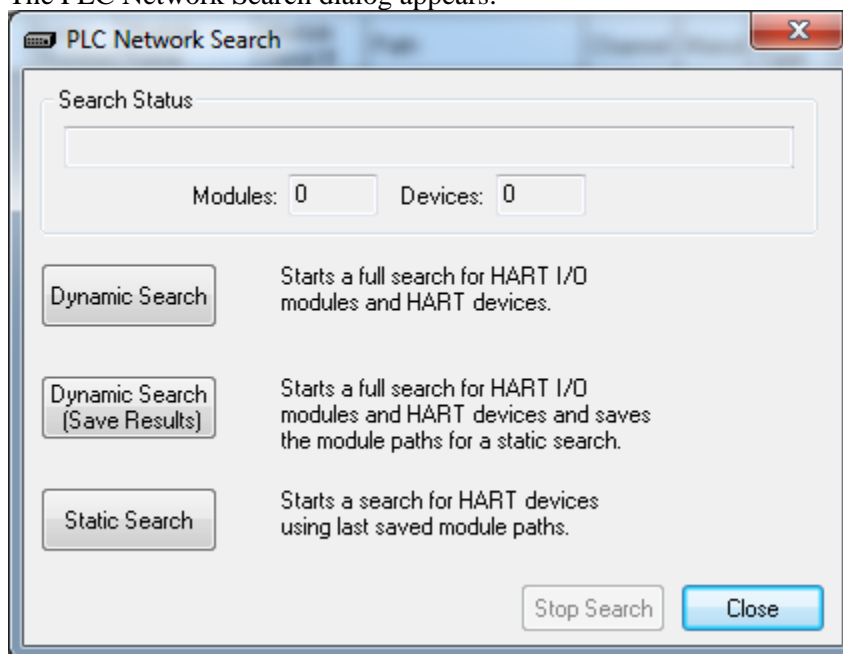 The PLC Network Search dialog appears.
PLC Network Search
Search Status
Modules: 0 Devices: 0
Dynamic Search
Starts a full search for HART I/O
modules and HART devices.
Dynamic Search
(Save Results)
Starts a full search for HART I/O
modules and HART devices and saves
the module paths for a static search.
Static Search
Starts a search for HART devices
using last saved module paths.
Stop Search Close